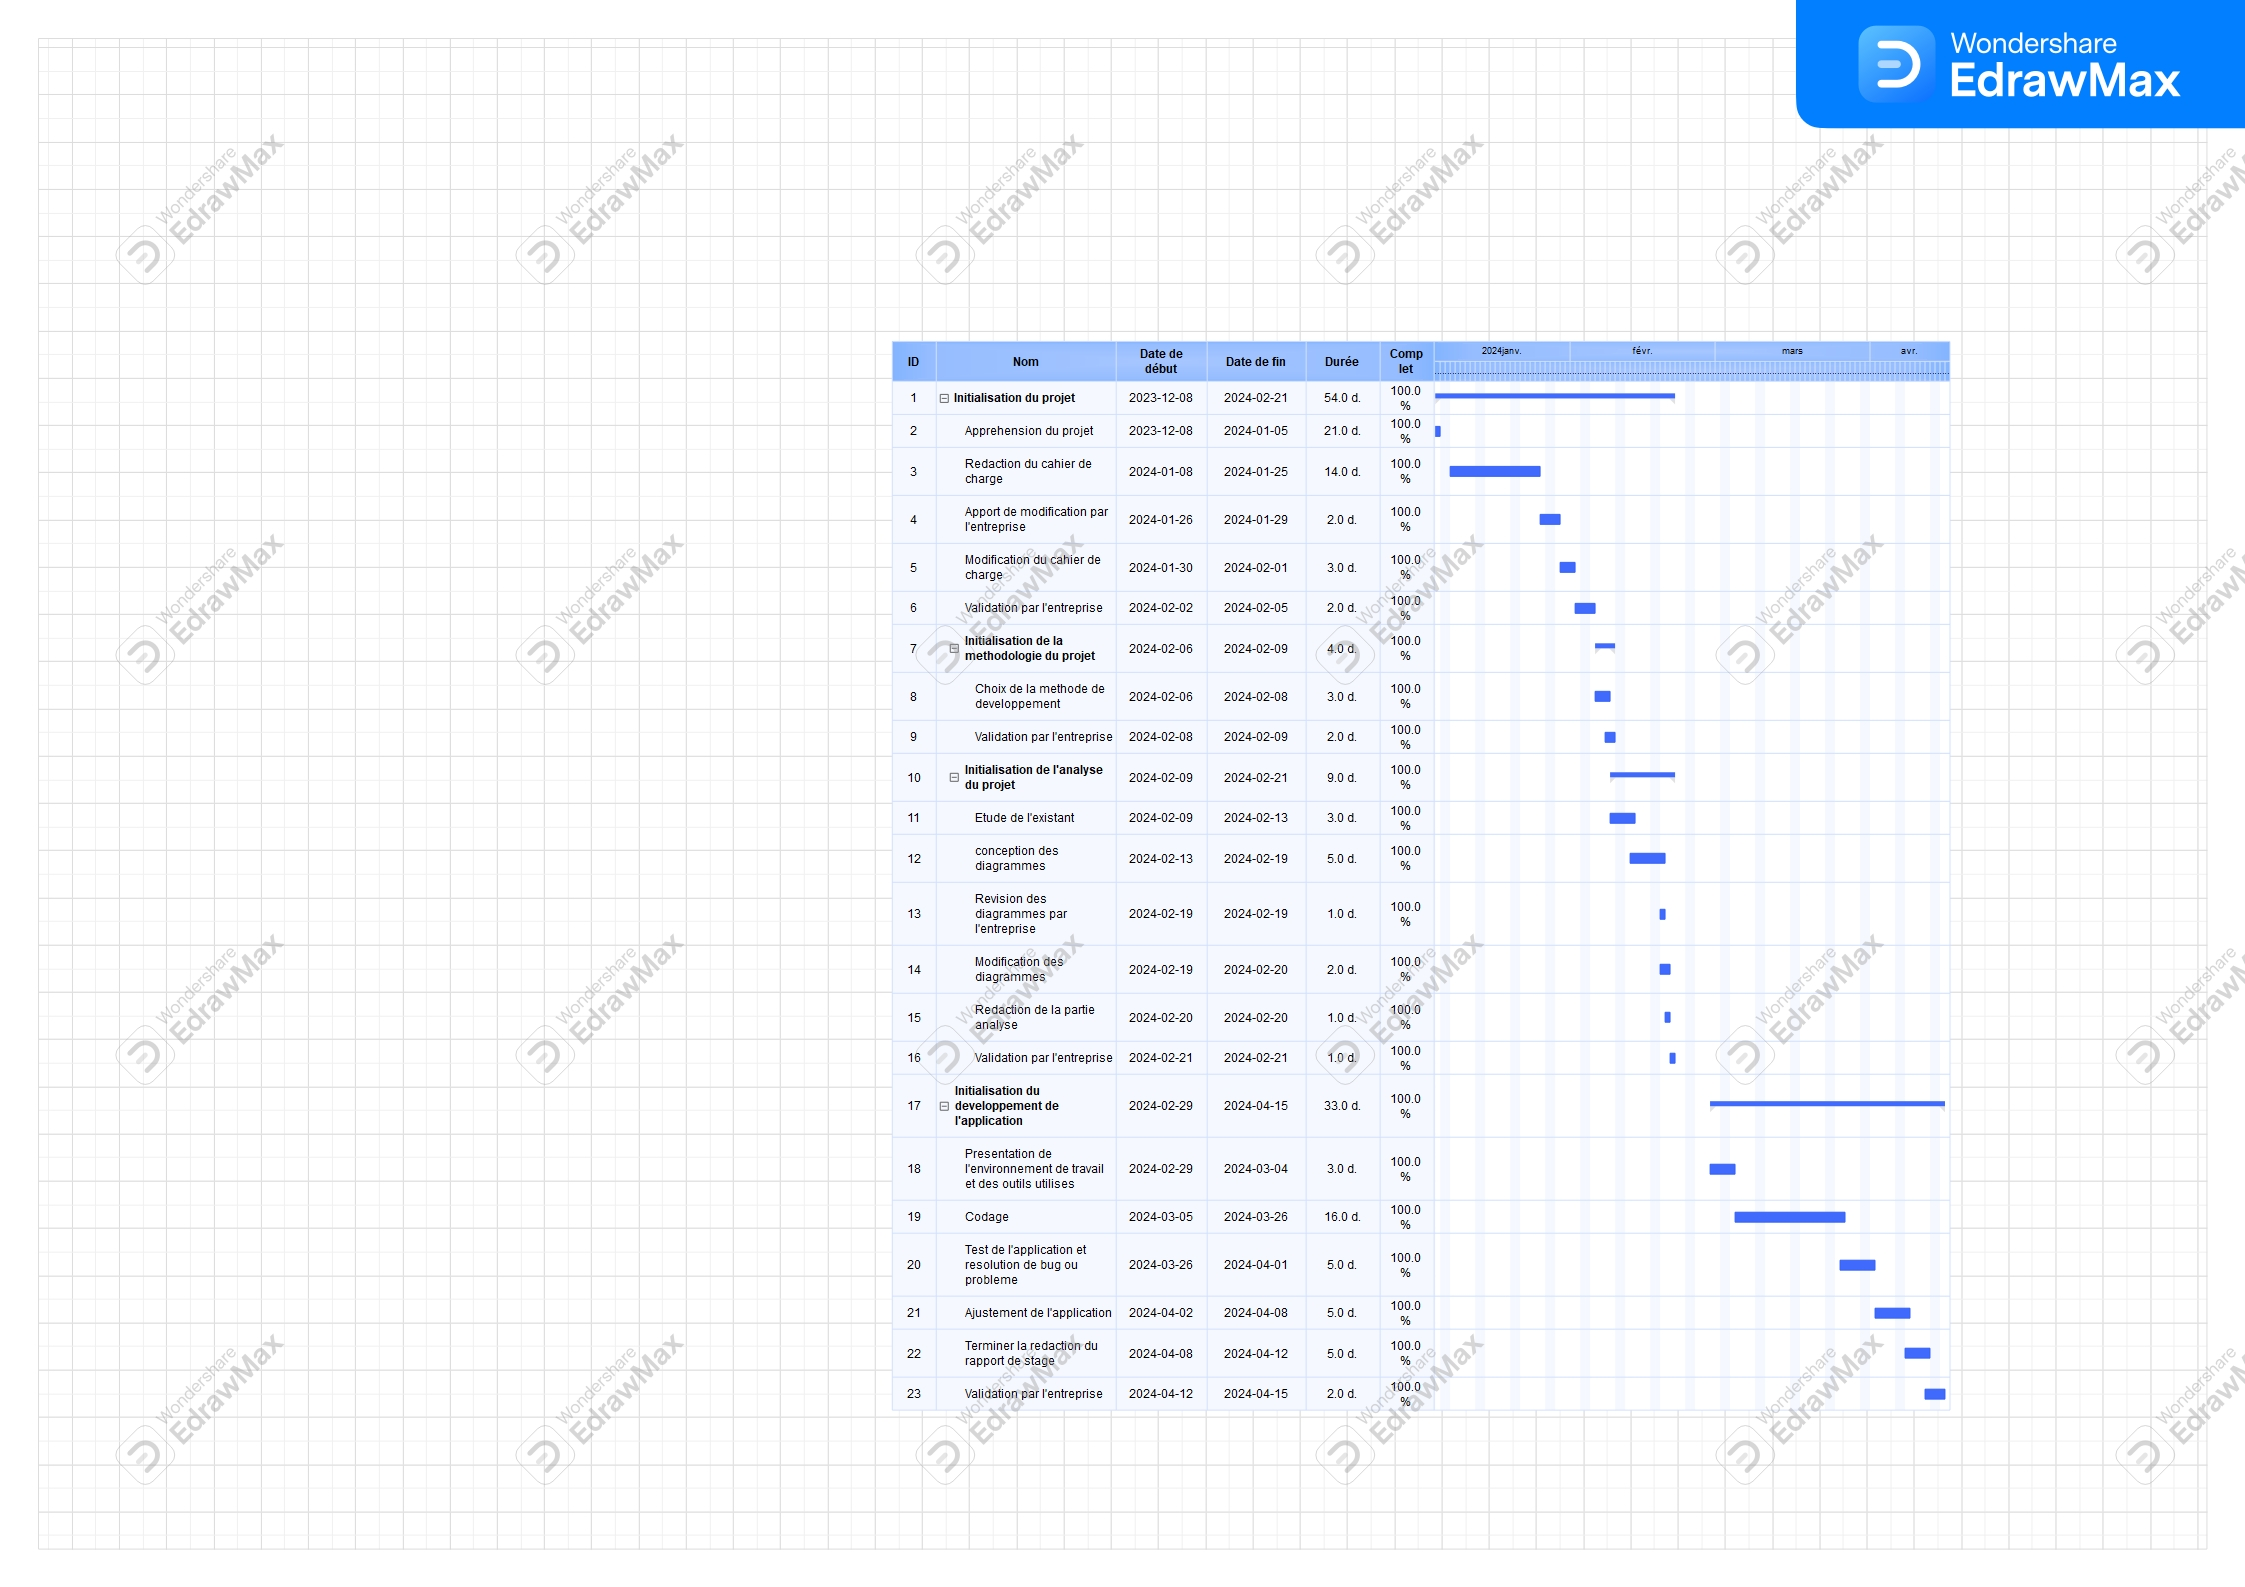 Wondershare
EdrawMax
ID Nom Date de début Date de fin Durée Comp let 2024janv. févr. mars avr.
1 Initialisation du projet 2023-12-08 2024-02-21 54.0 d. 100.0 %
2 Apprehension du projet 2023-12-08 2024-01-05 21.0 d. 100.0 %
3 Redaction du cahier de charge 2024-01-08 2024-01-25 14.0 d. 100.0 %
4 Apport de modification par l'entreprise 2024-01-26 2024-01-29 2.0 d. 100.0 %
5 Modification du cahier de charge 2024-01-30 2024-02-01 3.0 d. 100.0 %
6 Validation par l'entreprise 2024-02-02 2024-02-05 2.0 d. 100.0 %
7 Initialisation de la methodologie du projet 2024-02-06 2024-02-09 4.0 d. 100.0 %
8 Choix de la methode de developpement 2024-02-06 2024-02-08 3.0 d. 100.0 %
9 Validation par l'entreprise 2024-02-08 2024-02-09 2.0 d. 100.0 %
10 Initialisation de l'analyse du projet 2024-02-09 2024-02-21 9.0 d. 100.0 %
11 Etude de l'existant 2024-02-09 2024-02-13 3.0 d. 100.0 %
12 conception des diagrammes 2024-02-13 2024-02-19 5.0 d. 100.0 %
13 Revision des diagrammes par l'entreprise 2024-02-19 2024-02-19 1.0 d. 100.0 %
14 Modification des diagrammes 2024-02-19 2024-02-20 2.0 d. 100.0 %
15 Redaction de la partie analyse 2024-02-20 2024-02-20 1.0 d. 100.0 %
16 Validation par l'entreprise 2024-02-21 2024-02-21 1.0 d. 100.0 %
17 Initialisation du developpement de l'application 2024-02-29 2024-04-15 33.0 d. 100.0 %
18 Presentation de l'environnement de travail et des outils utilises 2024-02-29 2024-03-04 3.0 d. 100.0 %
19 Codage 2024-03-05 2024-03-26 16.0 d. 100.0 %
20 Test de l'application et resolution de bug ou probleme 2024-03-26 2024-04-01 5.0 d. 100.0 %
21 Ajustement de l'application 2024-04-02 2024-04-08 5.0 d. 100.0 %
22 Terminer la redaction du rapport de stage 2024-04-08 2024-04-12 5.0 d. 100.0 %
23 Validation par l'entreprise 2024-04-12 2024-04-15 2.0 d. 100.0 %